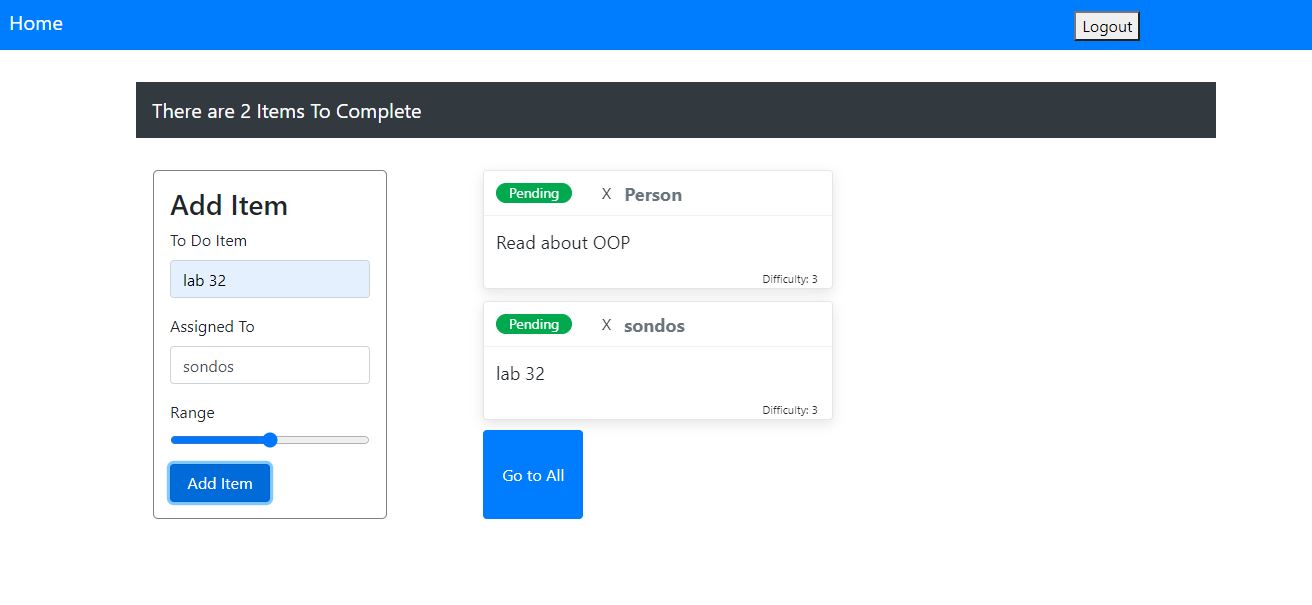 Home
Logout
There are 2 Items To Complete
Add Item
To Do Item
lab 32
Assigned To
sondos
Range
Add Item
Pending X Person
Read about OOP
Difficulty: 3
Pending X sondos
lab 32
Difficulty: 3
Go to All